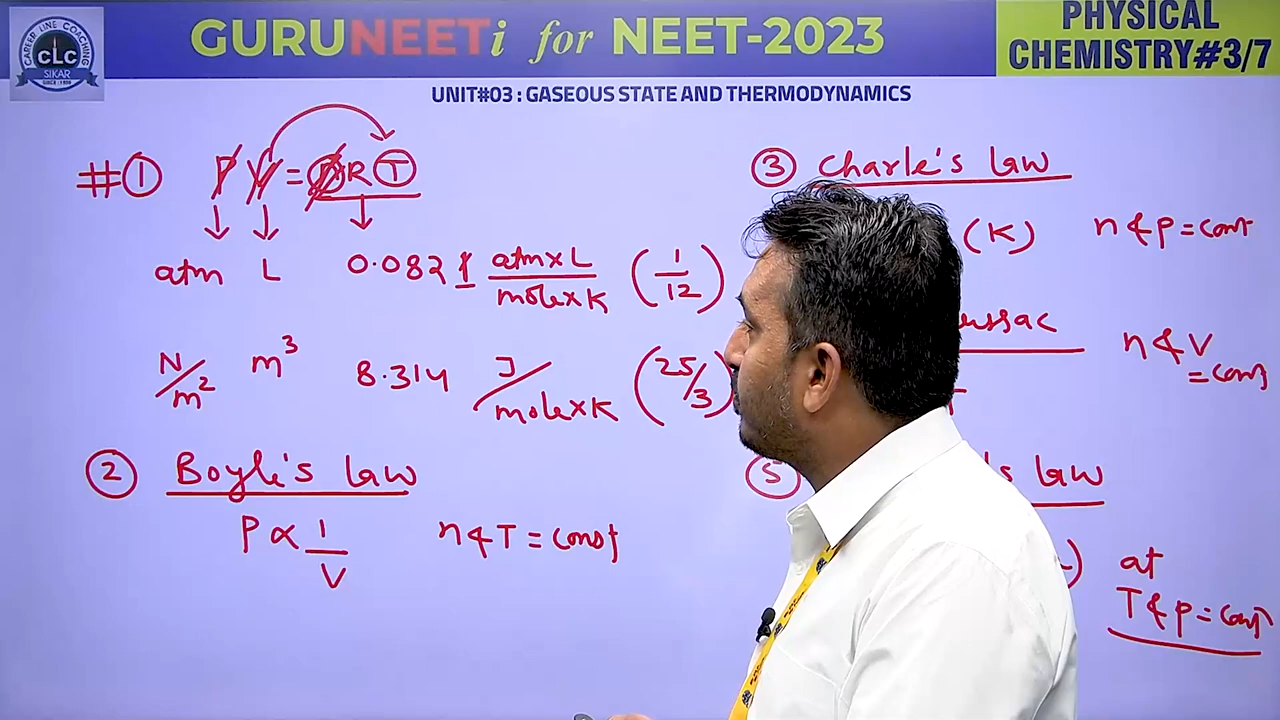 CAREER LINE COACHING
CLC
SIKAR
SINCE : 1996
GURUNEETi for NEET-2023
PHYSICAL
CHEMISTRY#3/7
UNIT#03 : GASEOUS STATE AND THERMODYNAMICS
#① PV = nRT
atm L 0.0821 atm×L/mole×K (1/12)
N/m² m³ 8.314 J/mole×K (25/3)
② Boyle's law
P ∝ 1/V n & T = const
③ Charle's law
(K) n & p = const
ussac n & V = const
⑤ law
at
T & p = const